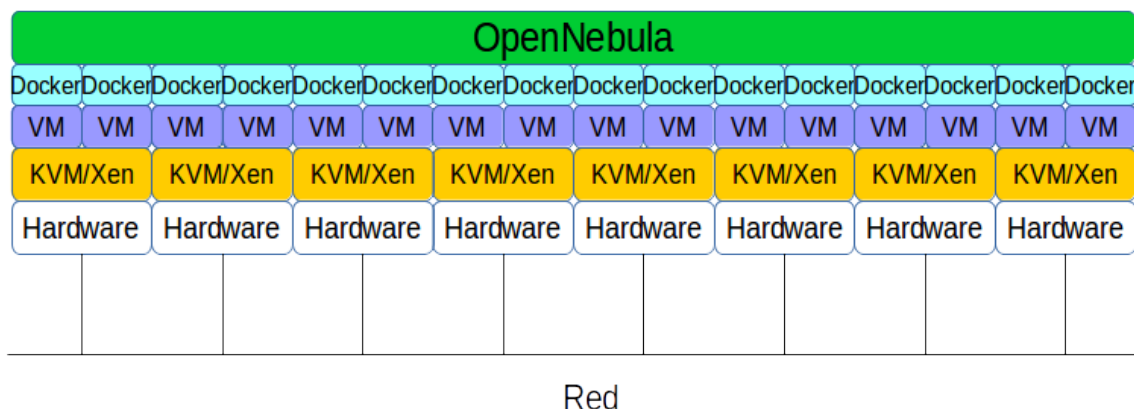 OpenNebula
Docker Docker Docker Docker Docker Docker Docker Docker Docker Docker Docker Docker Docker Docker Docker Docker
VM VM VM VM VM VM VM VM VM VM VM VM VM VM VM VM
KVM/Xen KVM/Xen KVM/Xen KVM/Xen KVM/Xen KVM/Xen KVM/Xen KVM/Xen
Hardware Hardware Hardware Hardware Hardware Hardware Hardware Hardware
Red